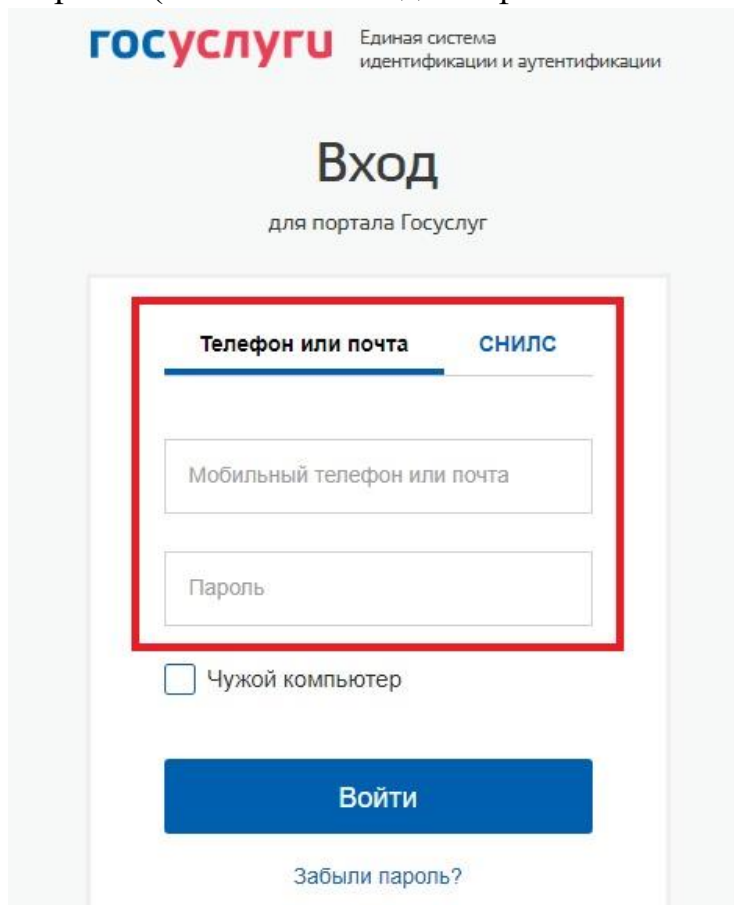 госуслуги
Единая система
идентификации и аутентификации
Вход
для портала Госуслуг
Телефон или почта СНИЛС
Мобильный телефон или почта
Пароль
Чужой компьютер
Войти
Забыли пароль?